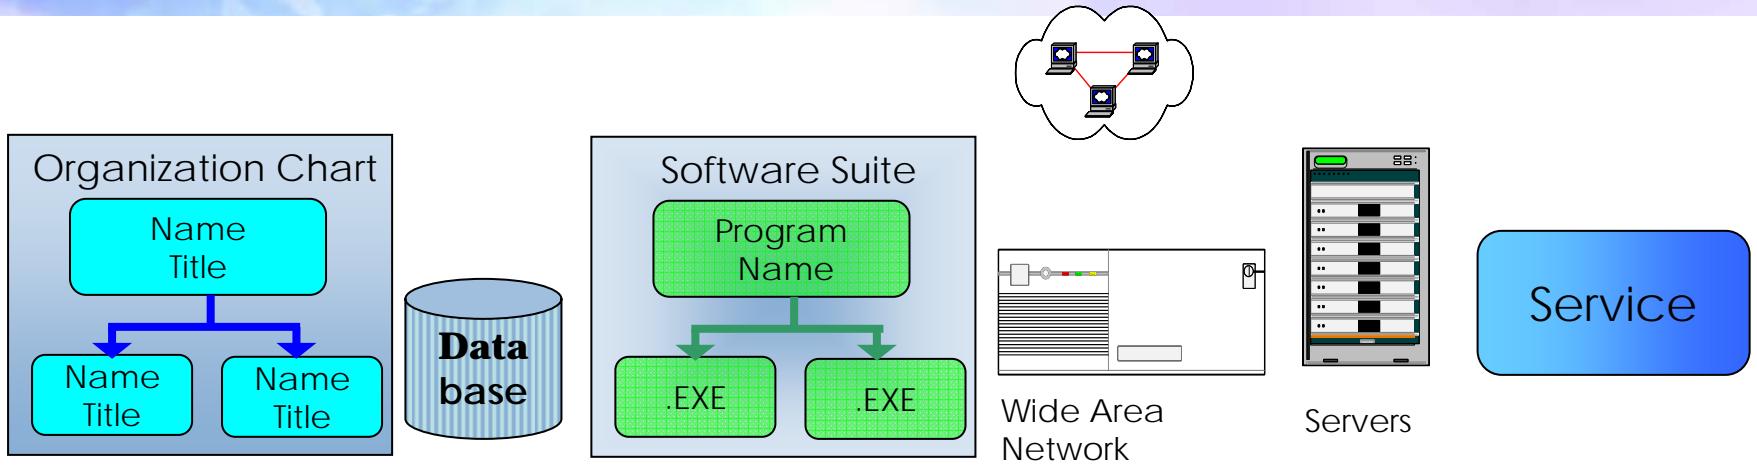 Organization Chart
Name
Title
Name
Title
Name
Title
Data
base
Software Suite
Program
Name
.EXE
.EXE
Wide Area
Network
Servers
Service